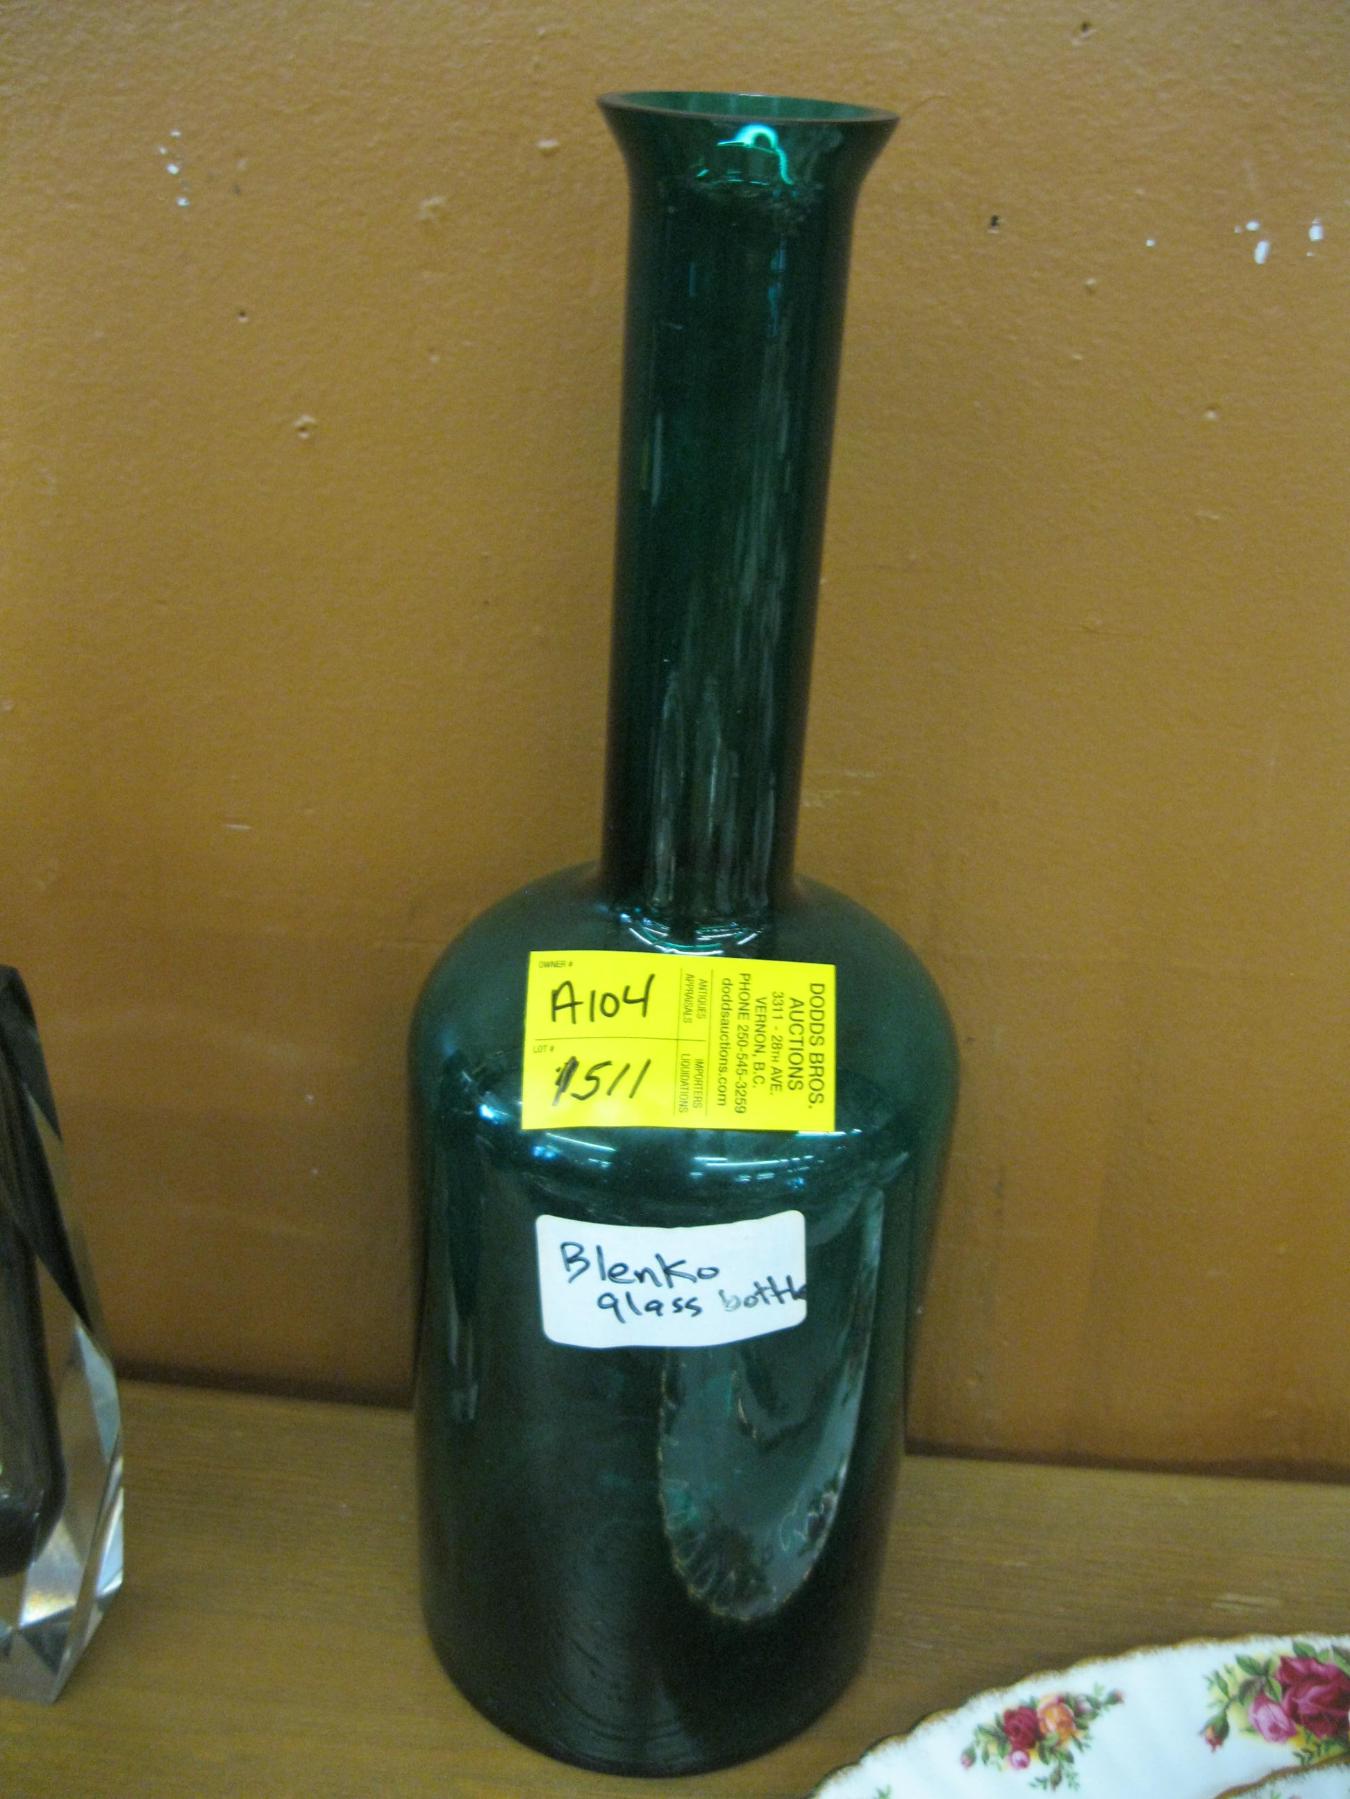 OWNER #
A104
LOT #
1511
ANTIQUES
APPRAISALS
IMPORTERS
LIQUIDATIONS
DODDS BROS.
AUCTIONS
3311 - 28TH AVE.
VERNON, B.C.
PHONE 250-545-3259
doddsauctions.com
Blenko
glass bottle